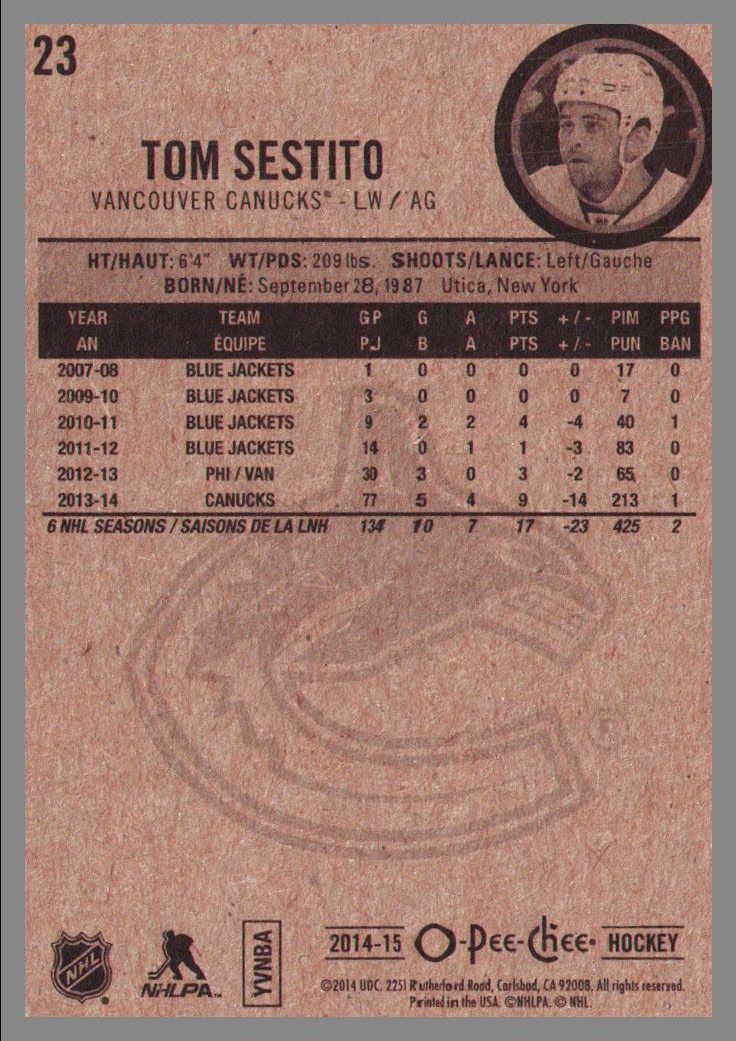 23
TOM SESTITO
VANCOUVER CANUCKS® - LW / AG
HT/HAUT: 6'4" WT/PDS: 209 lbs. SHOOTS/LANCE: Left/Gauche
BORN/NÉ: September 28, 1987 Utica, New York
YEAR TEAM GP G A PTS +/- PIM PPG
AN ÉQUIPE PJ B A PTS +/- PUN BAN
2007-08 BLUE JACKETS 1 0 0 0 0 17 0
2009-10 BLUE JACKETS 3 0 0 0 0 7 0
2010-11 BLUE JACKETS 9 2 2 4 -4 40 1
2011-12 BLUE JACKETS 14 0 1 1 -3 83 0
2012-13 PHI / VAN 30 3 0 3 -2 65 0
2013-14 CANUCKS 77 5 4 9 -14 213 1
6 NHL SEASONS / SAISONS DE LA LNH 134 10 7 17 -23 425 2
®
NHL ®
NHLPA™
YVNBA
2014-15 O-Pee-Chee® HOCKEY
©2014 UDC. 2251 Rutherford Road, Carlsbad, CA 92008. All rights reserved.
Printed in the USA. ©NHLPA. © NHL.